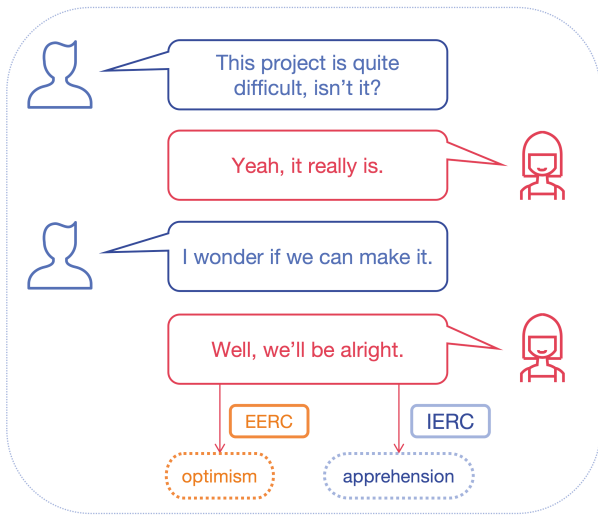 This project is quite
difficult, isn’t it?
Yeah, it really is.
I wonder if we can make it.
Well, we’ll be alright.
EERC
IERC
optimism
apprehension